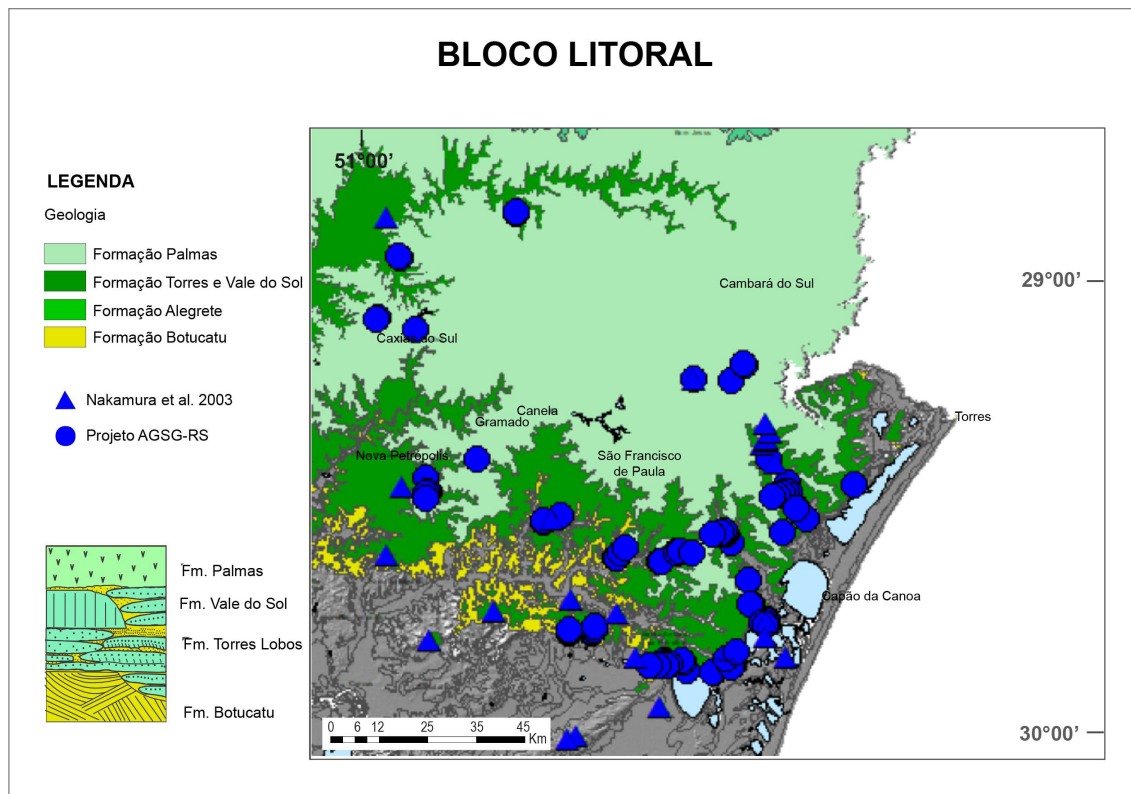 BLOCO LITORAL
LEGENDA
Geologia
Formação Palmas
Formação Torres e Vale do Sol
Formação Alegrete
Formação Botucatu
Nakamura et al. 2003
Projeto AGSG-RS
Fm. Palmas
Fm. Vale do Sol
Fm. Torres Lobos
Fm. Botucatu
51°00'
29°00'
30°00'
Cambará do Sul
Caxias do Sul
Canela
Gramado
Nova Petrópolis
São Francisco
de Paula
Torres
Capão da Canoa
0 6 12 25 35 45
Km